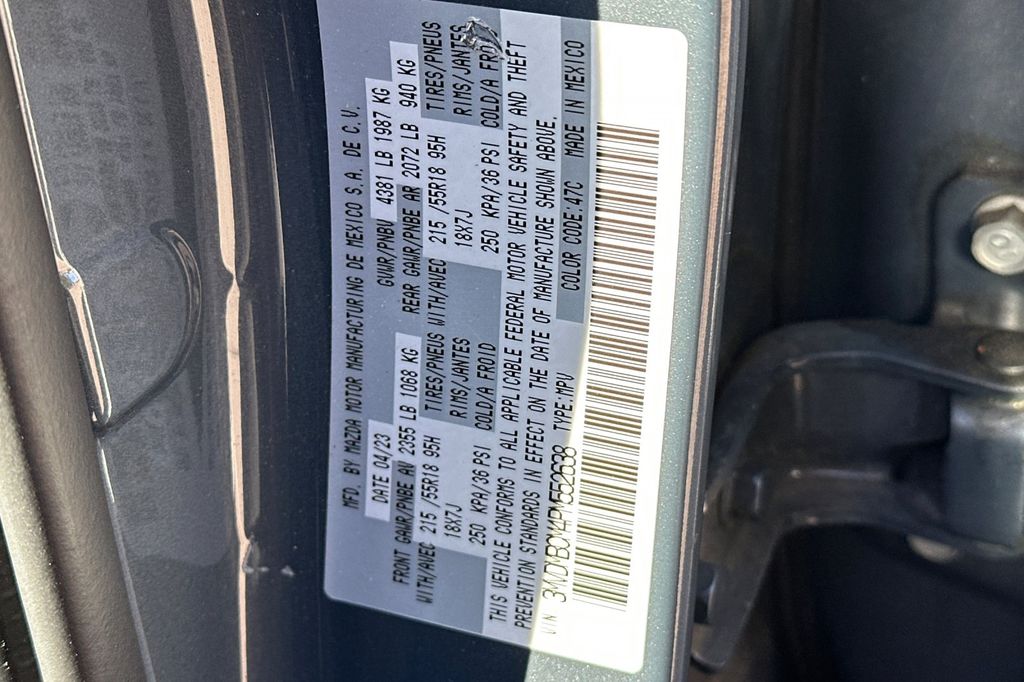 MFD. BY MAZDA MOTOR MANUFACTURING DE MEXICO S.A. DE C.V.
DATE 04/23 GVWR/PNBV 4381 LB 1987 KG
FRONT GAWR/PNBE AV 2355 LB 1068 KG REAR GAWR/PNBE AR 2072 LB 940 KG
WITH/AVEC 215 /55R18 95H TIRES/PNEUS WITH/AVEC 215 /55R18 95H TIRES/PNEUS
18X7J RIMS/JANTES 18X7J RIMS/JANTES
250 KPA/36 PSI COLD/A FROID 250 KPA/36 PSI COLD/A FRO
THIS VEHICLE CONFORMS TO ALL APPLICABLE FEDERAL MOTOR VEHICLE SAFETY AND THEFT
PREVENTION STANDARDS IN EFFECT ON THE DATE OF MANUFACTURE SHOWN ABOVE.
COLOR CODE:47C MADE IN MEXICO
VIN TYPE:MPV